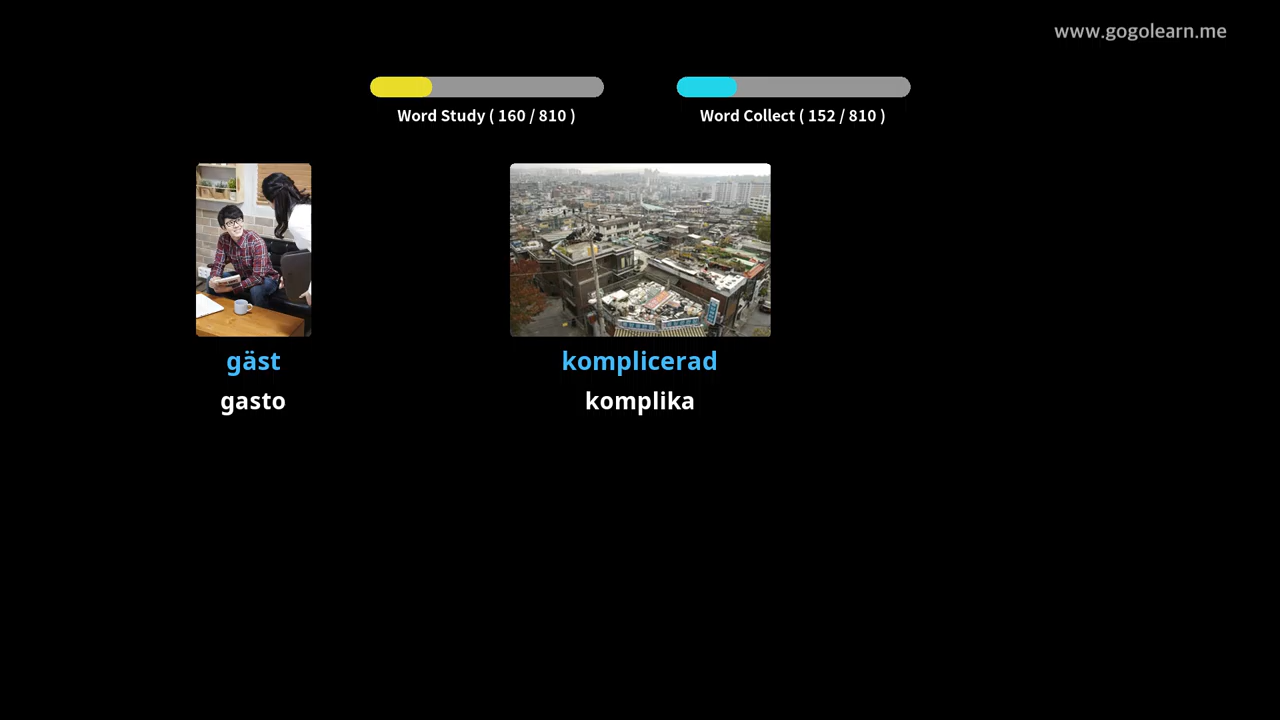 www.gogolearn.me
Word Study ( 160 / 810 )
Word Collect ( 152 / 810 )
gäst
gasto
komplicerad
komplika